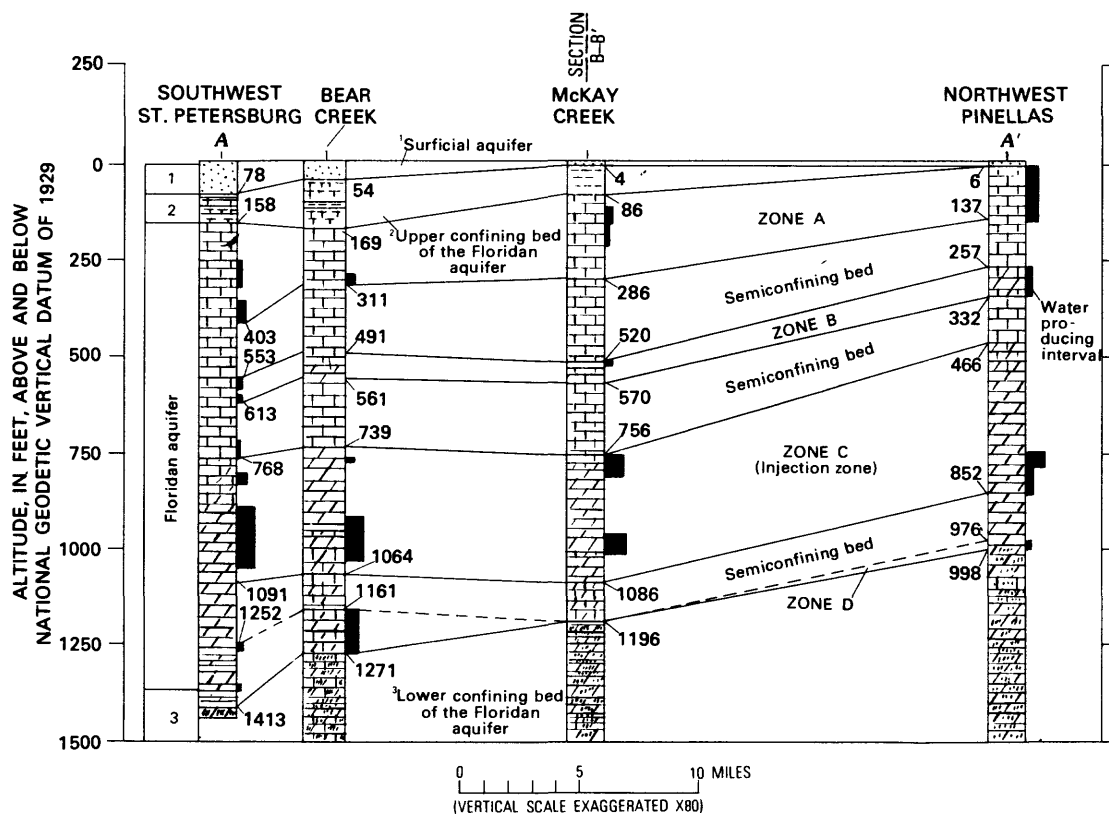 SECTION
B–B'
250
SOUTHWEST
ST. PETERSBURG
A
BEAR
CREEK
McKAY
CREEK
NORTHWEST
PINELLAS
A'
ALTITUDE, IN FEET, ABOVE AND BELOW
NATIONAL GEODETIC VERTICAL DATUM OF 1929
0
250
500
750
1000
1250
1500
1
2
Floridan aquifer
3
78
158
403
553
613
768
1091
1252
1413
54
169
311
491
561
739
1064
1161
1271
4
86
286
520
570
756
1086
1196
6
137
257
332
466
852
976
998
1Surficial aquifer
2Upper confining bed
of the Floridan
aquifer
ZONE A
Semiconfining bed
ZONE B
Semiconfining bed
ZONE C
(Injection zone)
Semiconfining bed
ZONE D
3Lower confining bed
of the Floridan
aquifer
Water
pro-
ducing
interval
0 5 10 MILES
(VERTICAL SCALE EXAGGERATED X80)